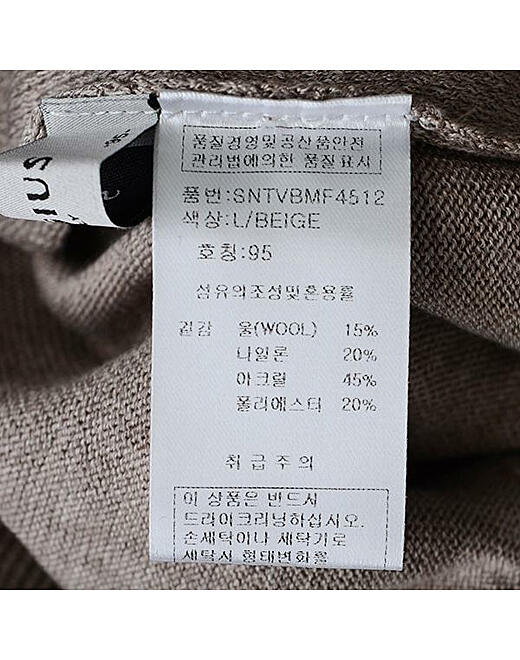 품질경영및공산품안전
관리법에의한 품질표시
품번:SNTVBMF4512
색상:L/BEIGE
호칭:95
섬유의조성및혼용률
겉감 울(WOOL) 15%
나일론 20%
아크릴 45%
폴리에스터 20%
취급주의
이 상품은 반드시
드라이크리닝하십시오.
손세탁이나 세탁기로
세탁시 형태변화를
IUS